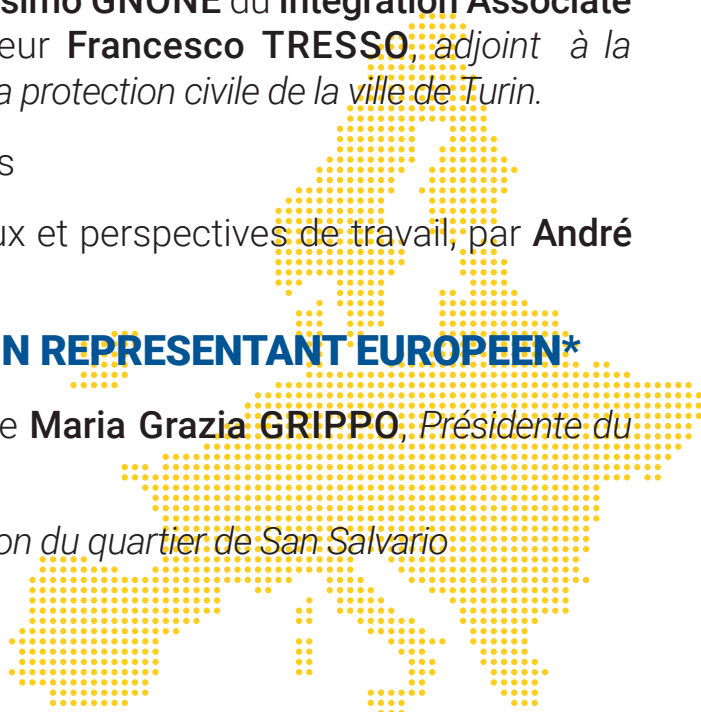 simo GNONE du Integration Associate
eur Francesco TRESSO, adjoint à la
a protection civile de la ville de Turin.
s
ux et perspectives de travail, par André
N REPRESENTANT EUROPEEN*
e Maria Grazia GRIPPO, Présidente du
on du quartier de San Salvario